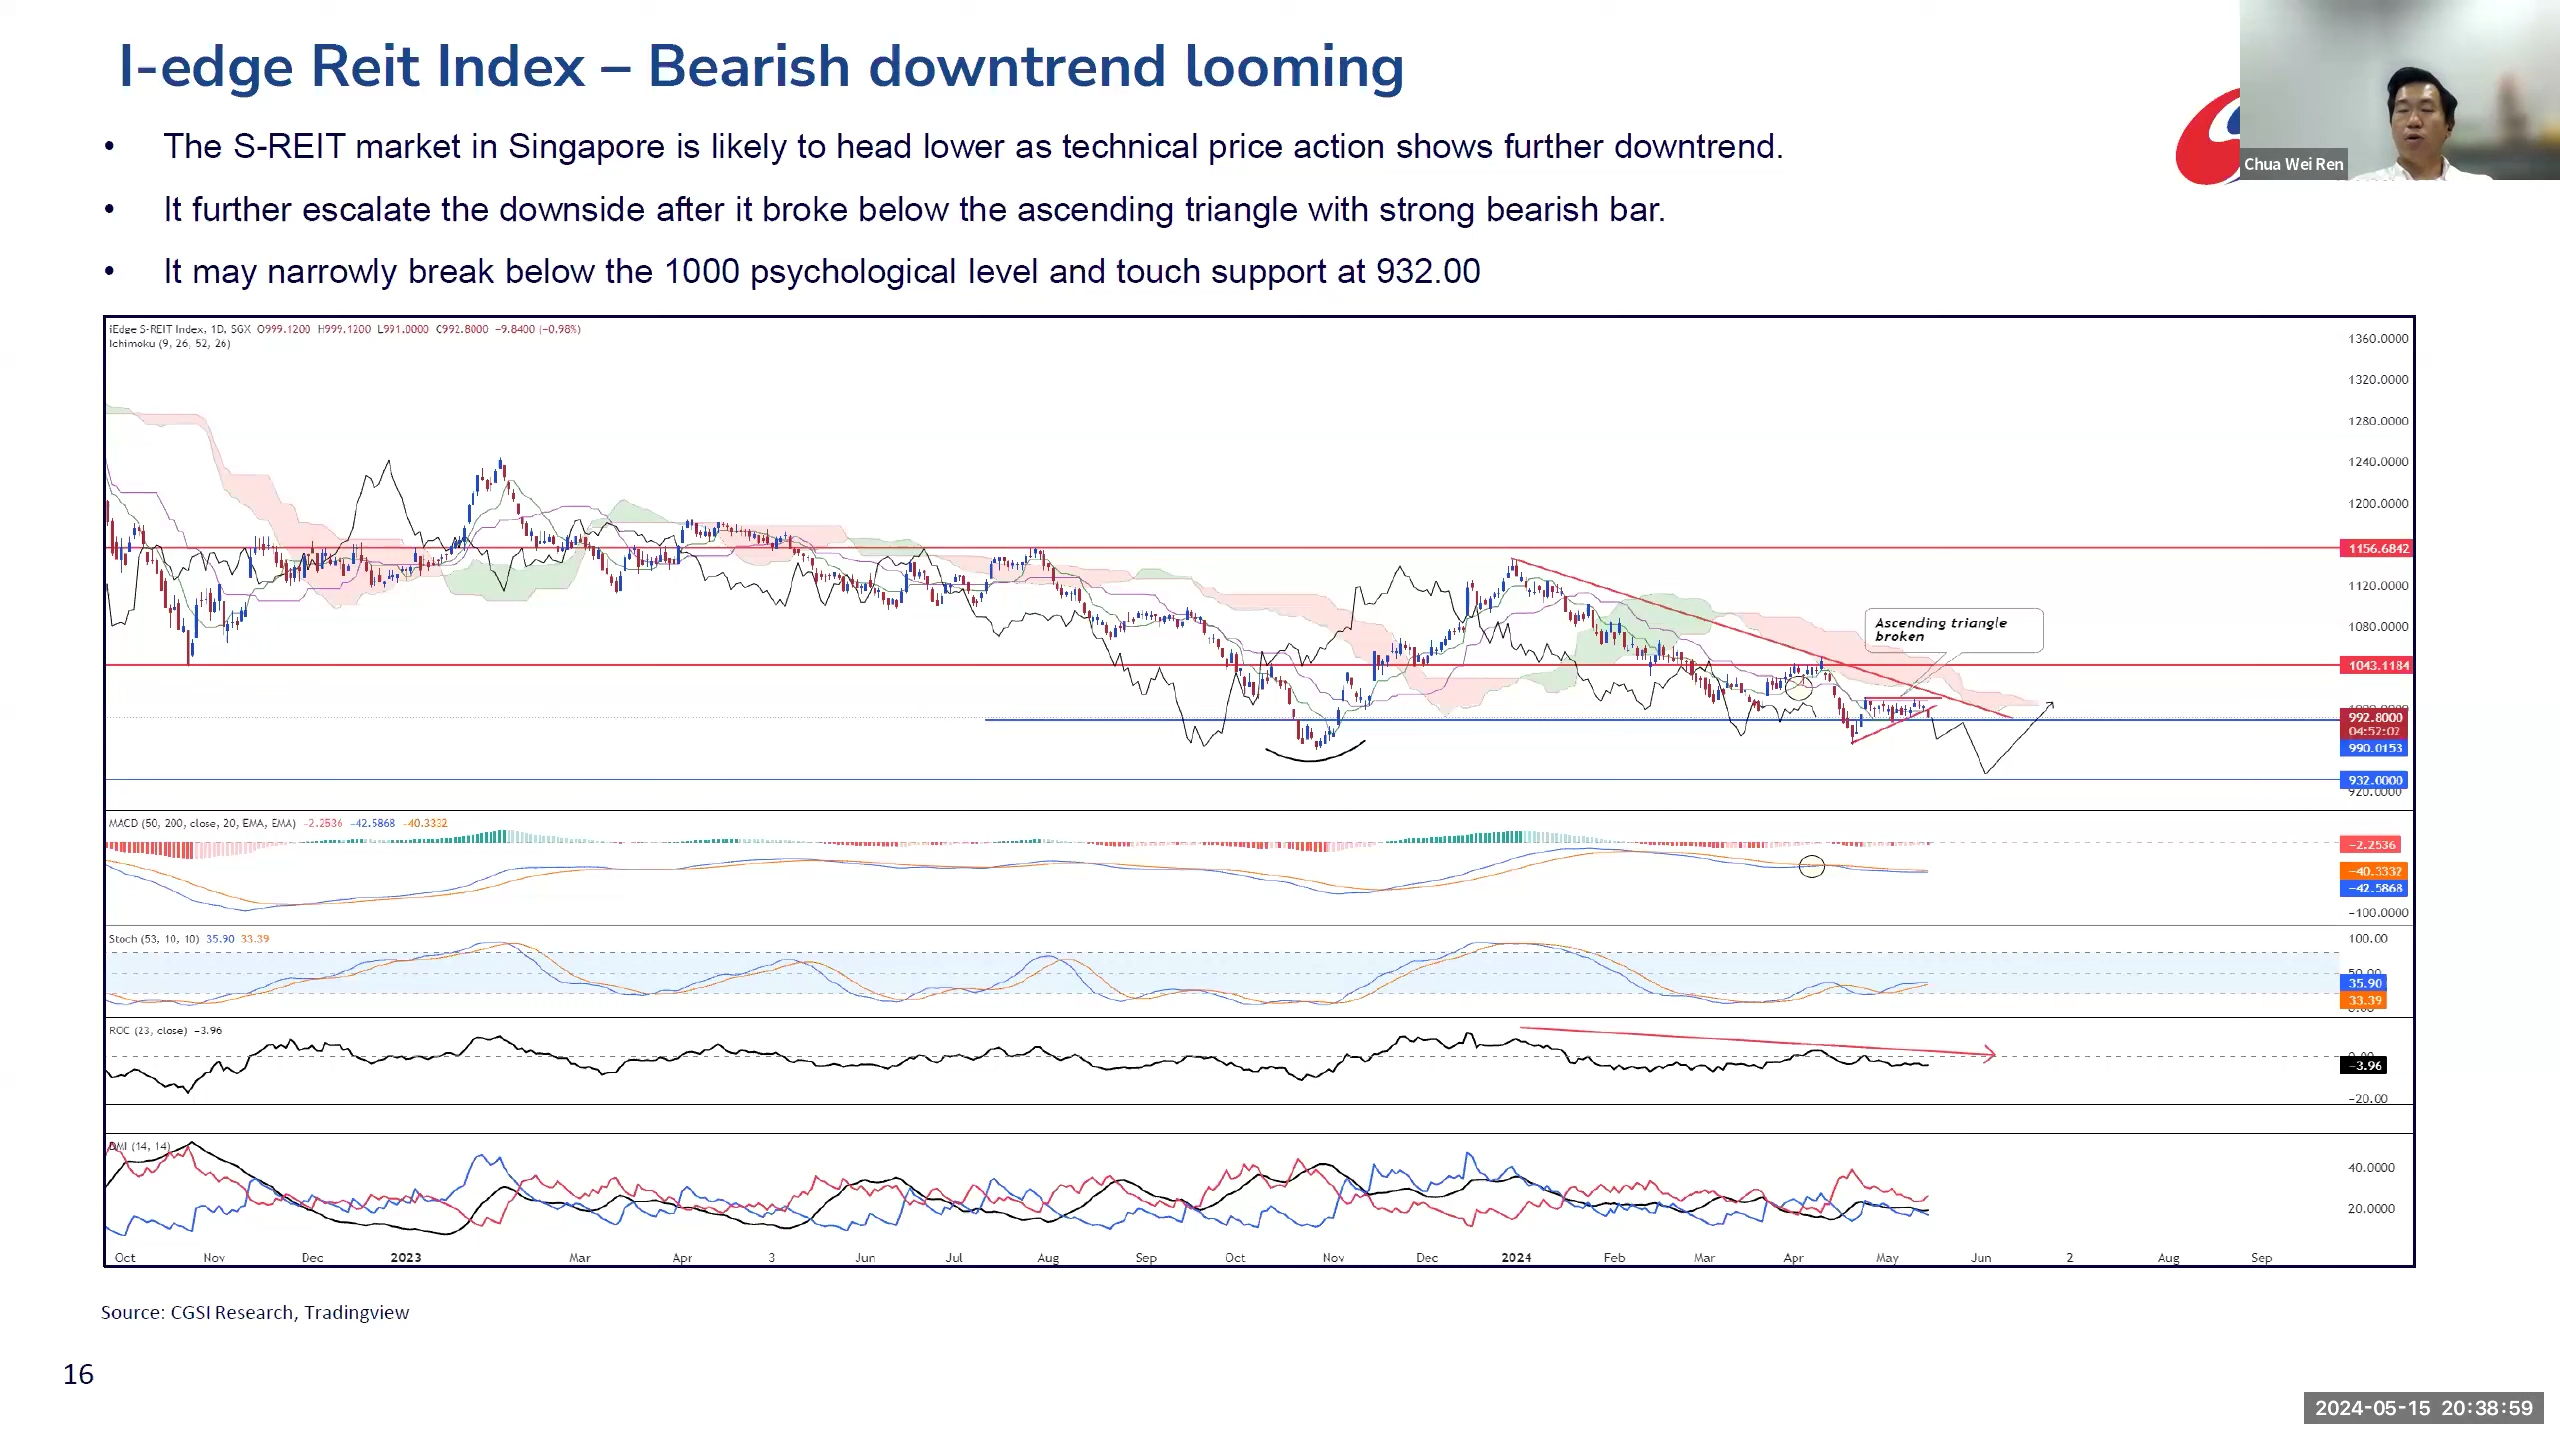 I-edge Reit Index – Bearish downtrend looming
• The S-REIT market in Singapore is likely to head lower as technical price action shows further downtrend.
• It further escalate the downside after it broke below the ascending triangle with strong bearish bar.
• It may narrowly break below the 1000 psychological level and touch support at 932.00
Chua Wei Ren
iEdge S-REIT Index, 1D, SGX O999.1200 H999.1200 L991.0000 C992.8000 −9.8400 (−0.98%)
Ichimoku (9, 26, 52, 26)
1360.0000
1320.0000
1280.0000
1240.0000
1200.0000
1156.6842
1120.0000
1080.0000
Ascending triangle
broken
1043.1184
992.8000
04:52:02
990.0153
932.0000
920.0000
MACD (50, 200, close, 20, EMA, EMA) −2.2536 −42.5868 −40.3332
−2.2536
−40.3332
−42.5868
−100.0000
Stoch (53, 10, 10) 35.90 33.39
100.00
50.00
35.90
33.39
ROC (23, close) −3.96
−3.96
−20.00
DMI (14, 14)
40.0000
20.0000
Oct Nov Dec 2023 Mar Apr 3 Jun Jul Aug Sep Oct Nov Dec 2024 Feb Mar Apr May Jun 2 Aug Sep
Source: CGSI Research, Tradingview
16
2024-05-15 20:38:59